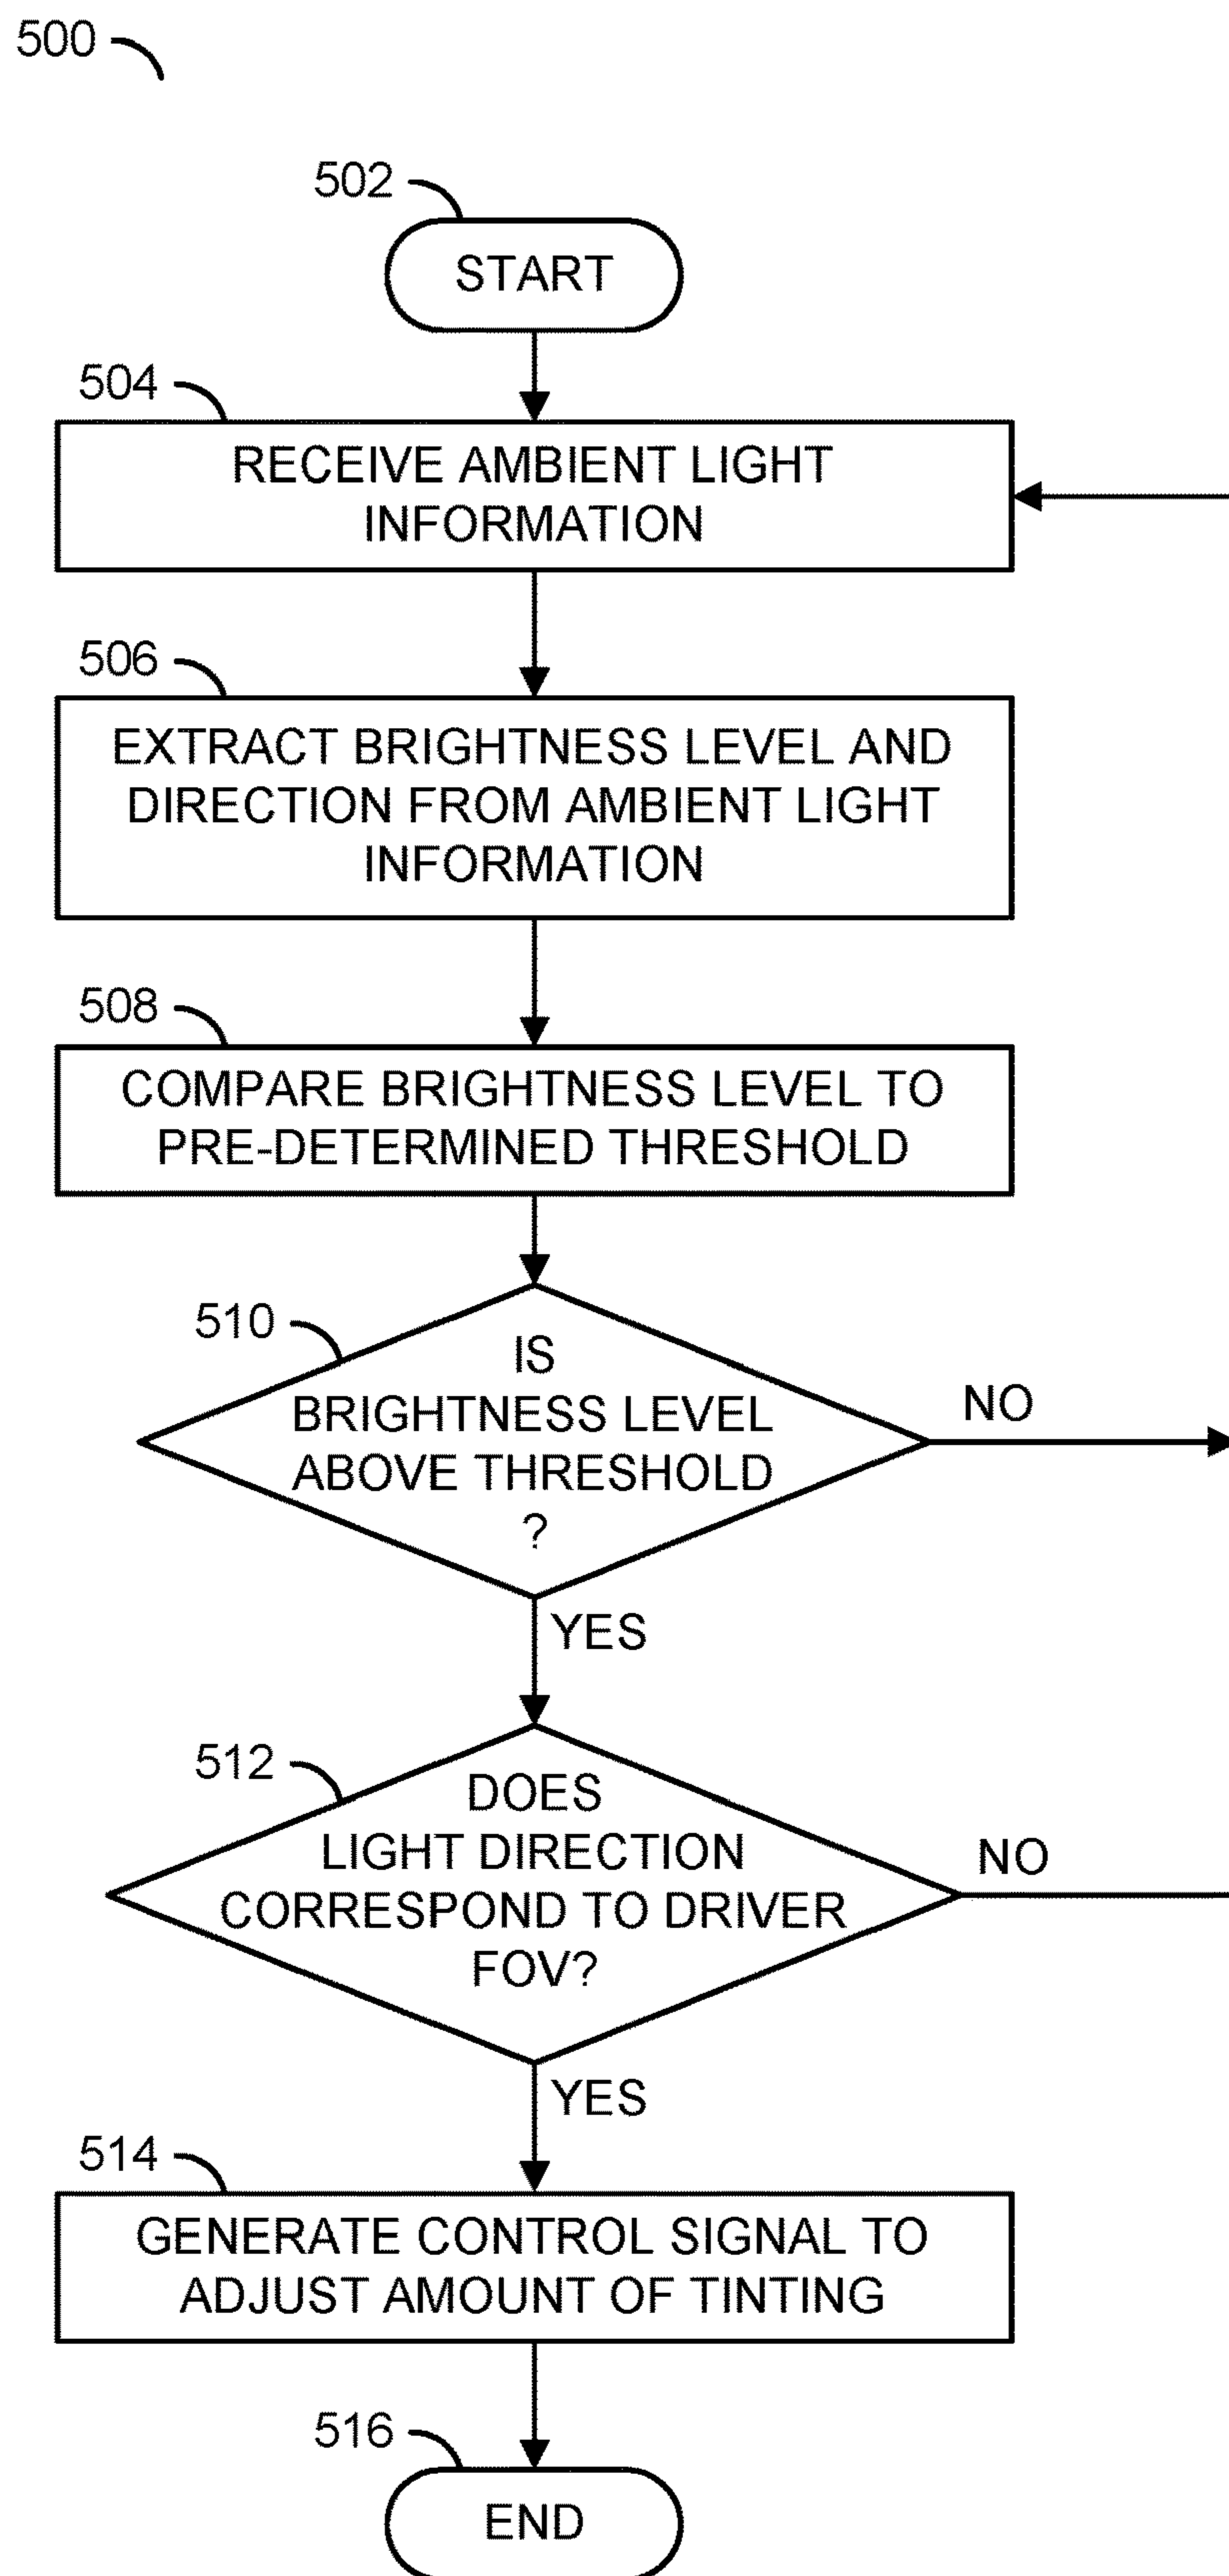 500
502
START
504
RECEIVE AMBIENT LIGHT
INFORMATION
506
EXTRACT BRIGHTNESS LEVEL AND
DIRECTION FROM AMBIENT LIGHT
INFORMATION
508
COMPARE BRIGHTNESS LEVEL TO
PRE-DETERMINED THRESHOLD
510
IS
BRIGHTNESS LEVEL
ABOVE THRESHOLD
?
NO
YES
512
DOES
LIGHT DIRECTION
CORRESPOND TO DRIVER
FOV?
NO
YES
514
GENERATE CONTROL SIGNAL TO
ADJUST AMOUNT OF TINTING
516
END